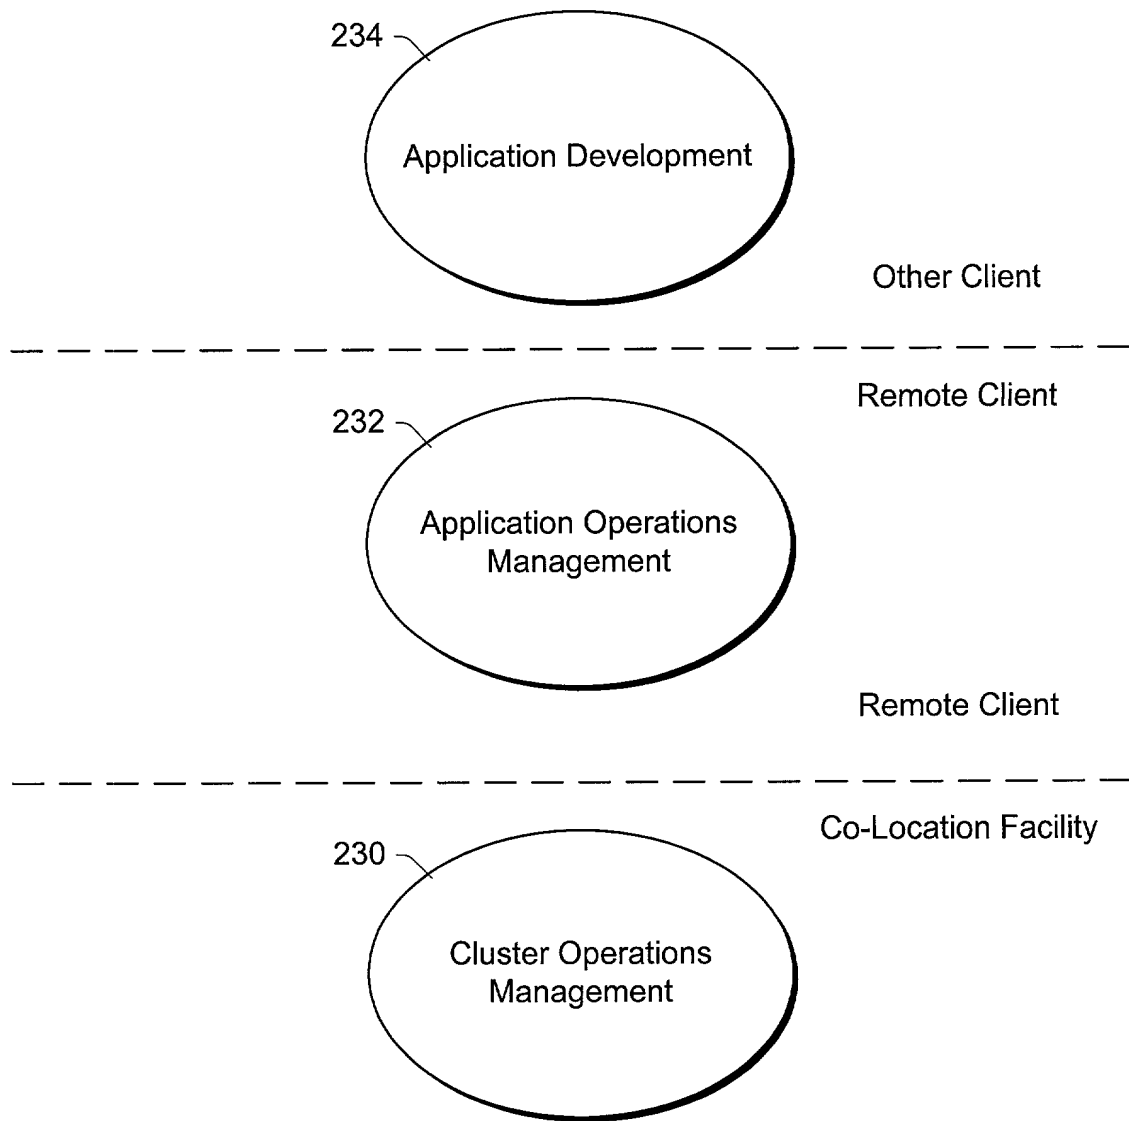 234
Application Development
Other Client
Remote Client
232
Application Operations
Management
Remote Client
Co-Location Facility
230
Cluster Operations
Management